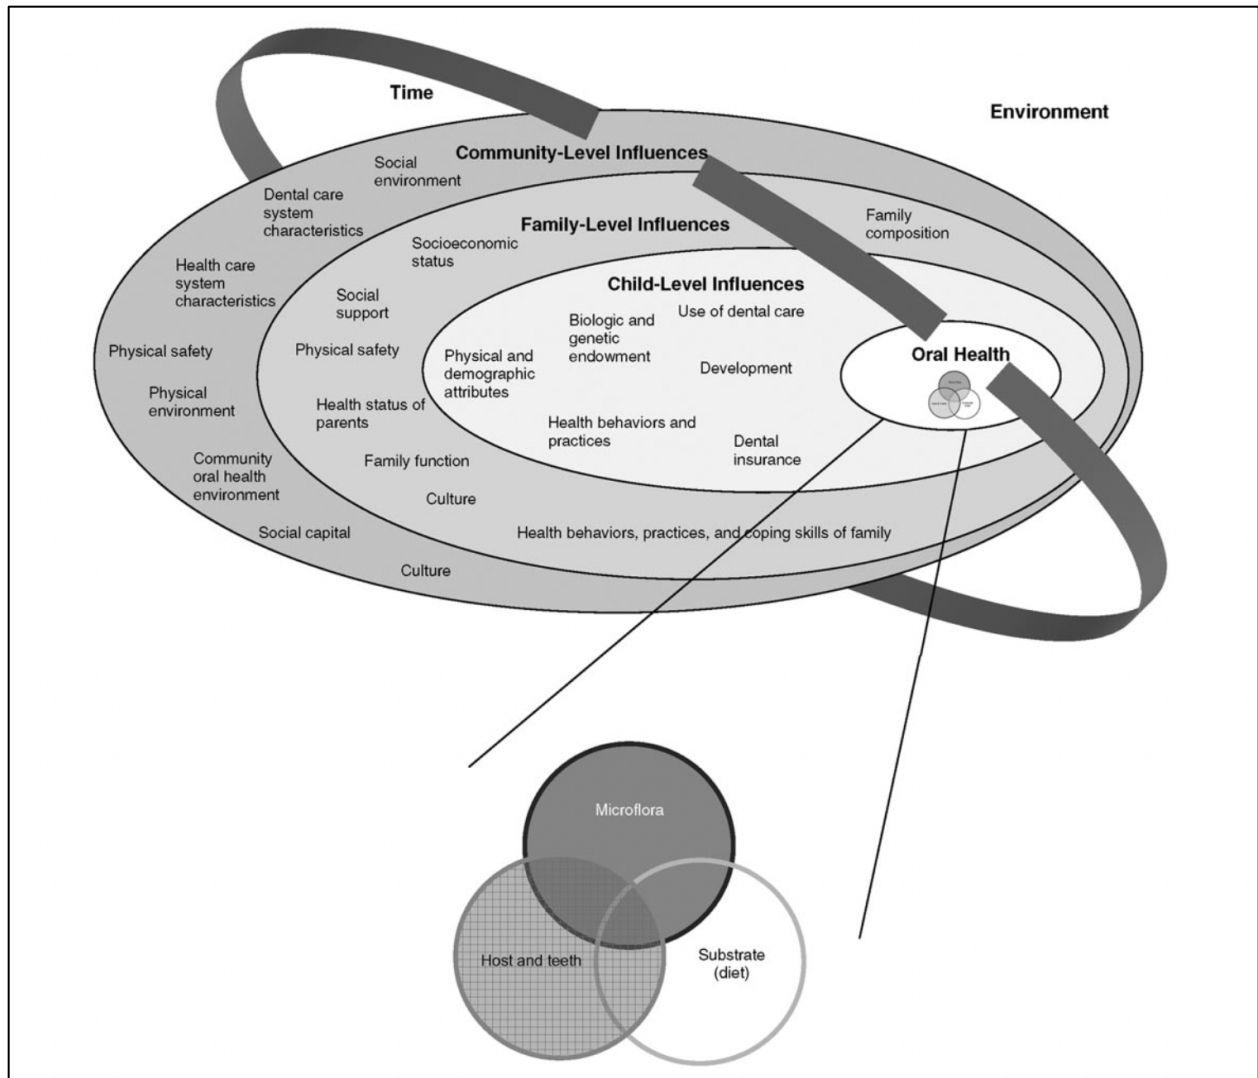 Time
Environment
Community-Level Influences
Social
environment
Dental care
system
characteristics
Health care
system
characteristics
Physical safety
Physical
environment
Community
oral health
environment
Social capital
Culture
Family-Level Influences
Family
composition
Socioeconomic
status
Social
support
Physical safety
Health status of
parents
Family function
Culture
Health behaviors, practices, and coping skills of family
Child-Level Influences
Use of dental care
Biologic and
genetic
endowment
Physical and
demographic
attributes
Development
Health behaviors and
practices
Dental
insurance
Oral Health
Microflora
Host and teeth
Substrate
(diet)